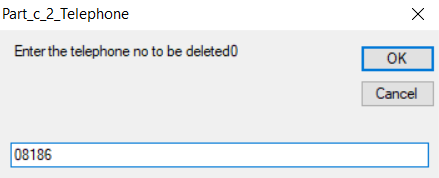 Part_c_2_Telephone
Enter the telephone no to be deleted0
OK
Cancel
08186